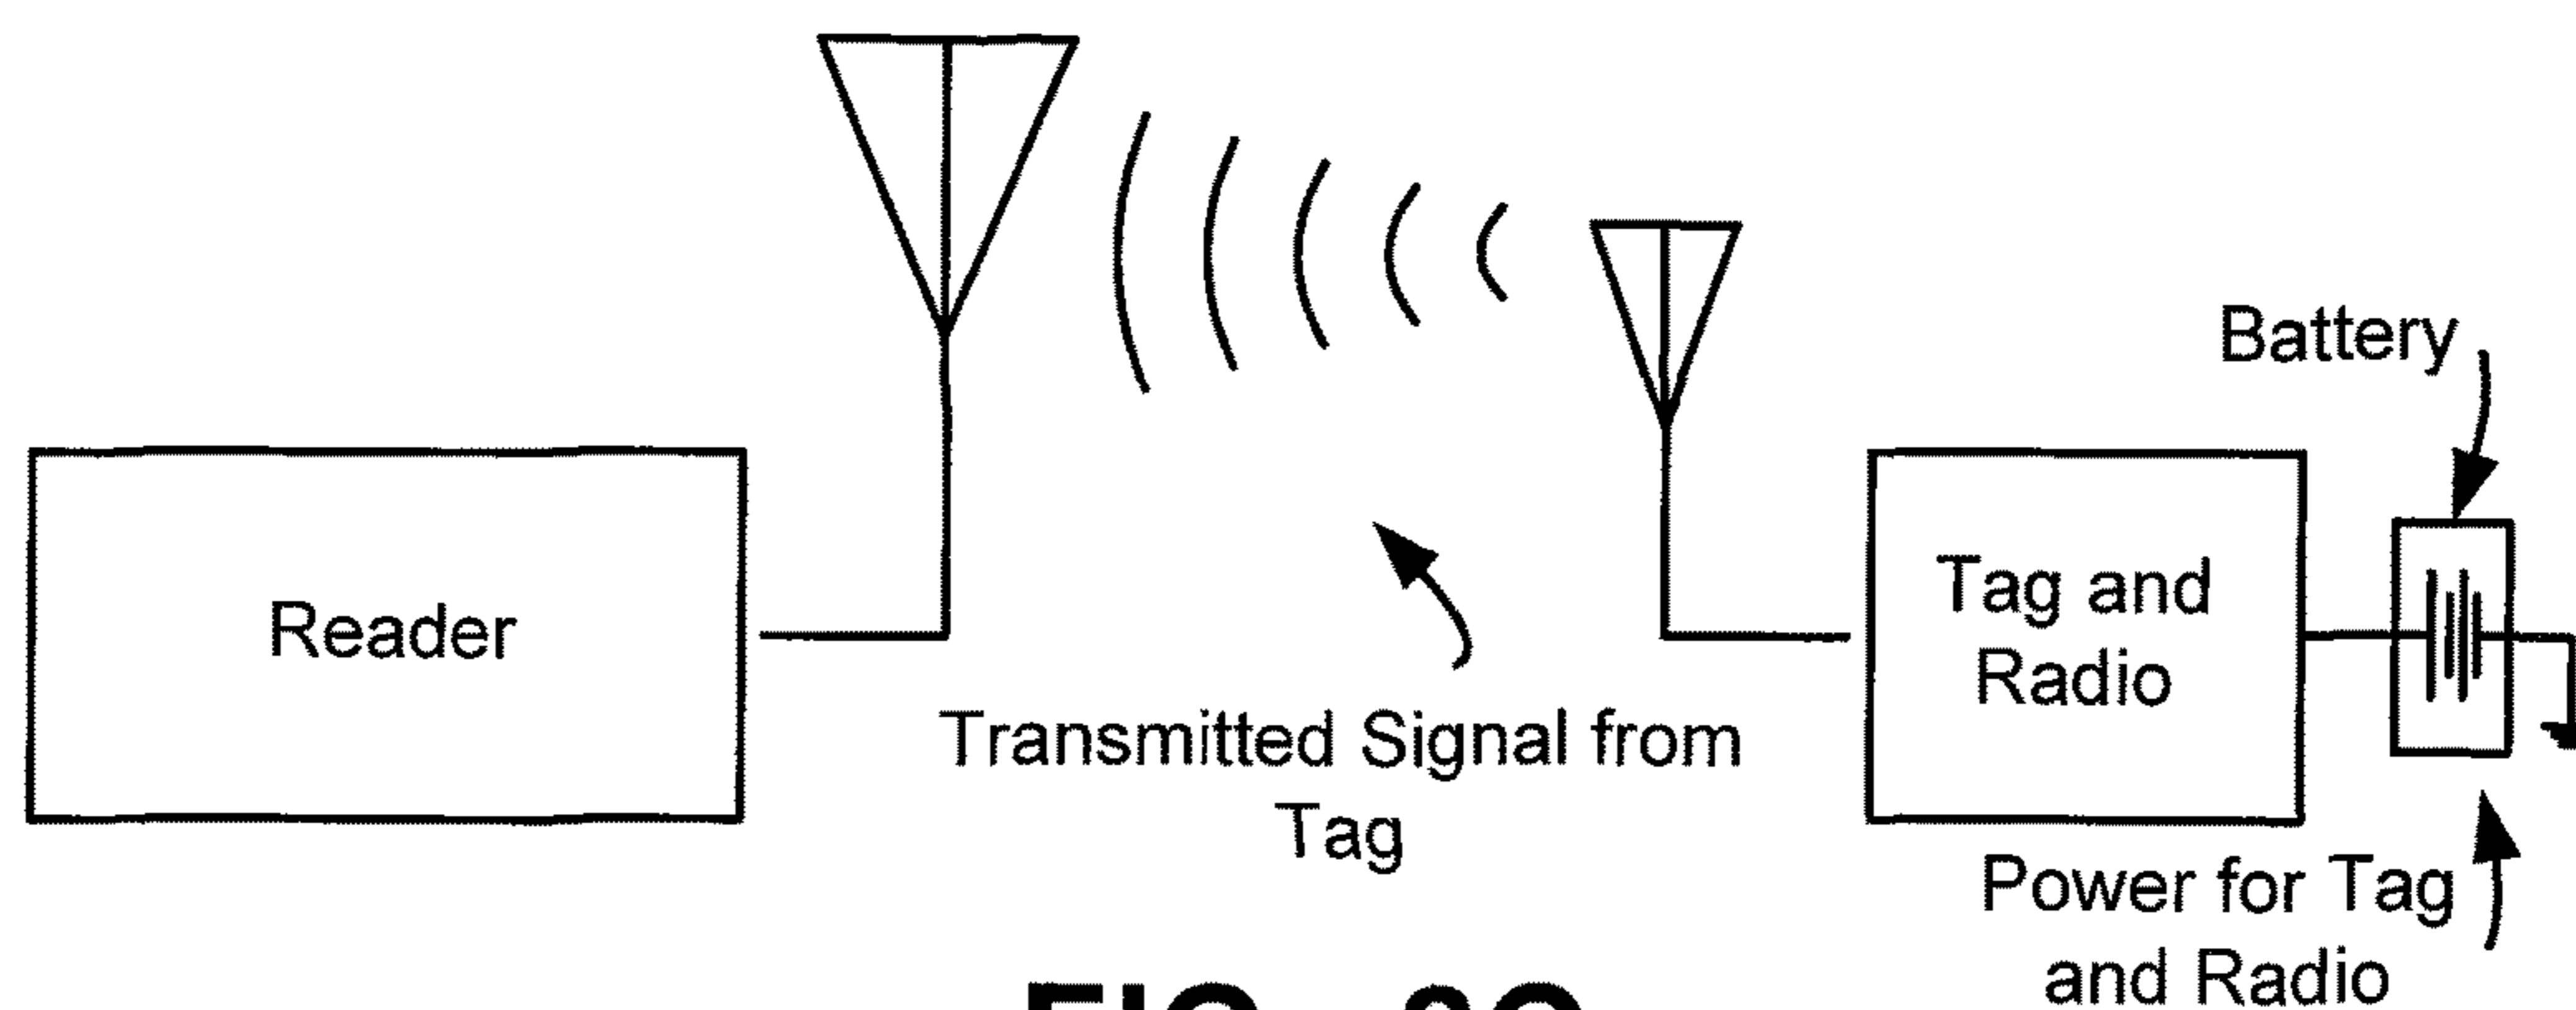 Battery
Reader
Tag and
Radio
Transmitted Signal from
Tag
Power for Tag
and Radio